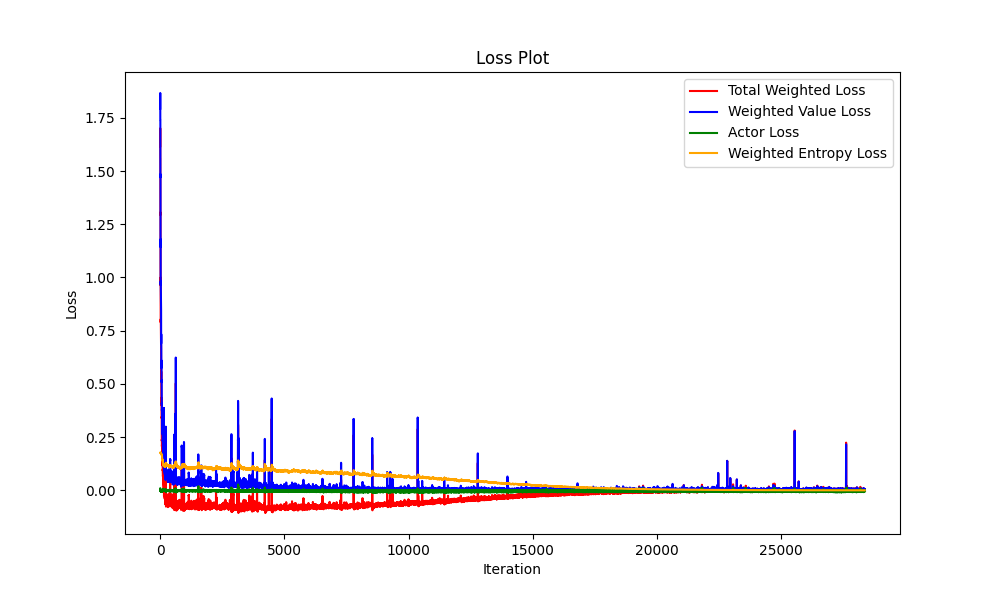 Loss Plot
Total Weighted Loss
Weighted Value Loss
Actor Loss
Weighted Entropy Loss
1.75
1.50
1.25
1.00
0.75
0.50
0.25
0.00
Loss
0
5000
10000
15000
20000
25000
Iteration